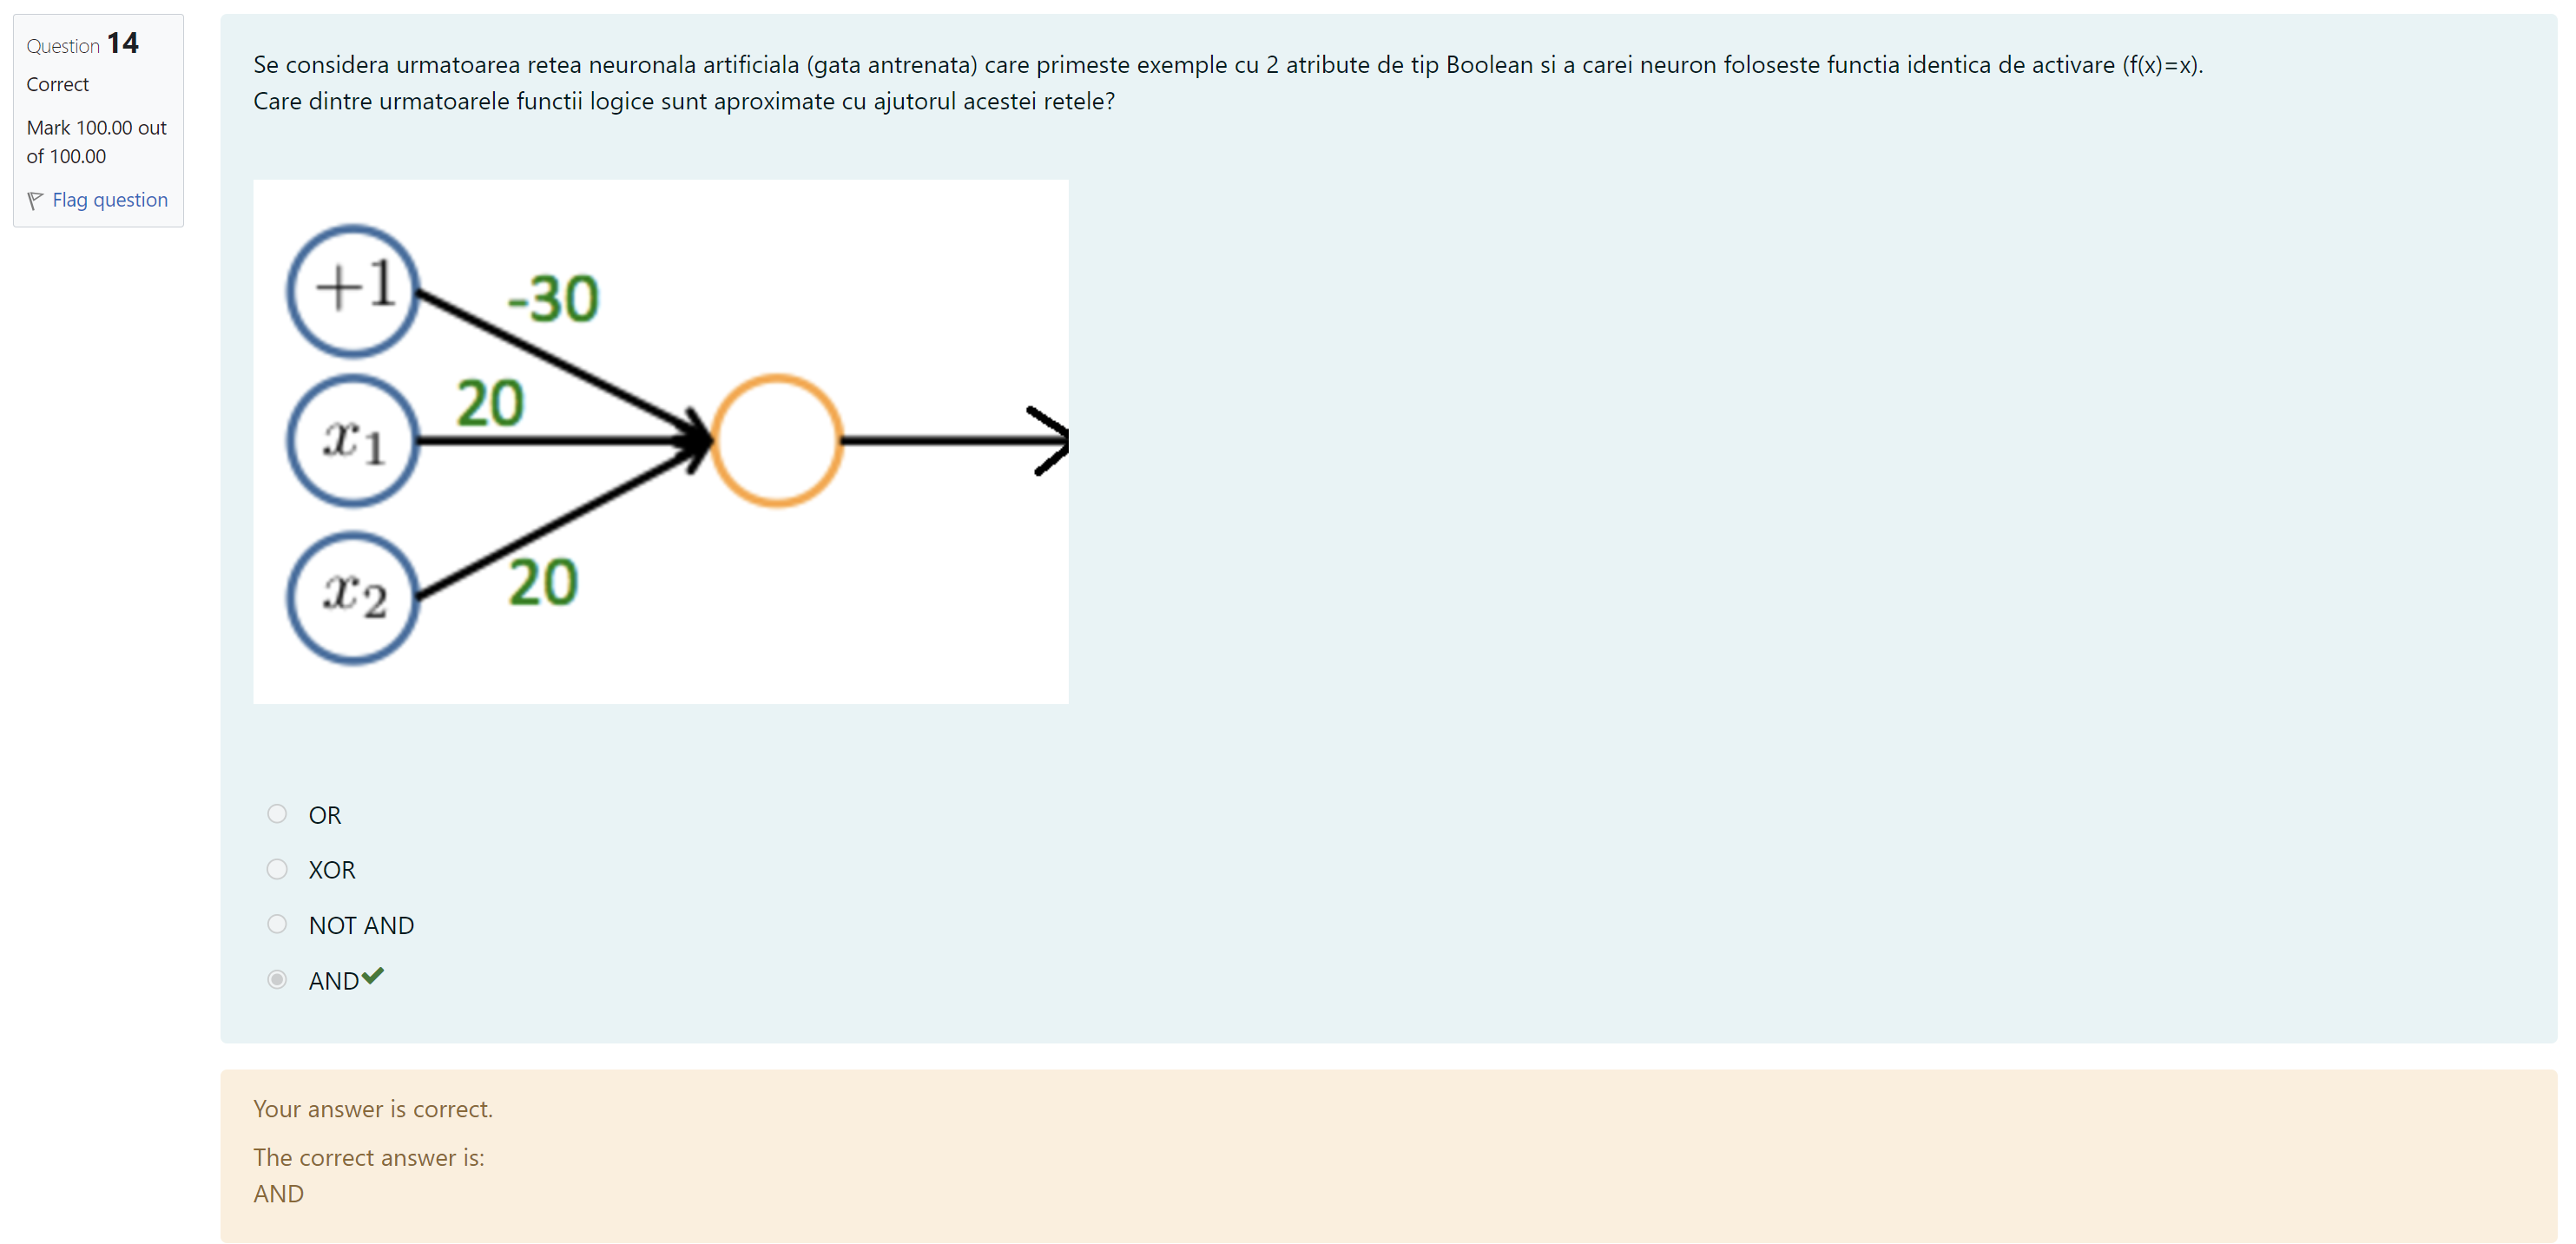 Question 14
Correct
Mark 100.00 out
of 100.00
Flag question
Se considera urmatoarea retea neuronala artificiala (gata antrenata) care primeste exemple cu 2 atribute de tip Boolean si a carei neuron foloseste functia identica de activare (f(x)=x).
Care dintre urmatoarele functii logice sunt aproximate cu ajutorul acestei retele?
+1
-30
20
x1
x2
20
OR
XOR
NOT AND
AND
Your answer is correct.
The correct answer is:
AND